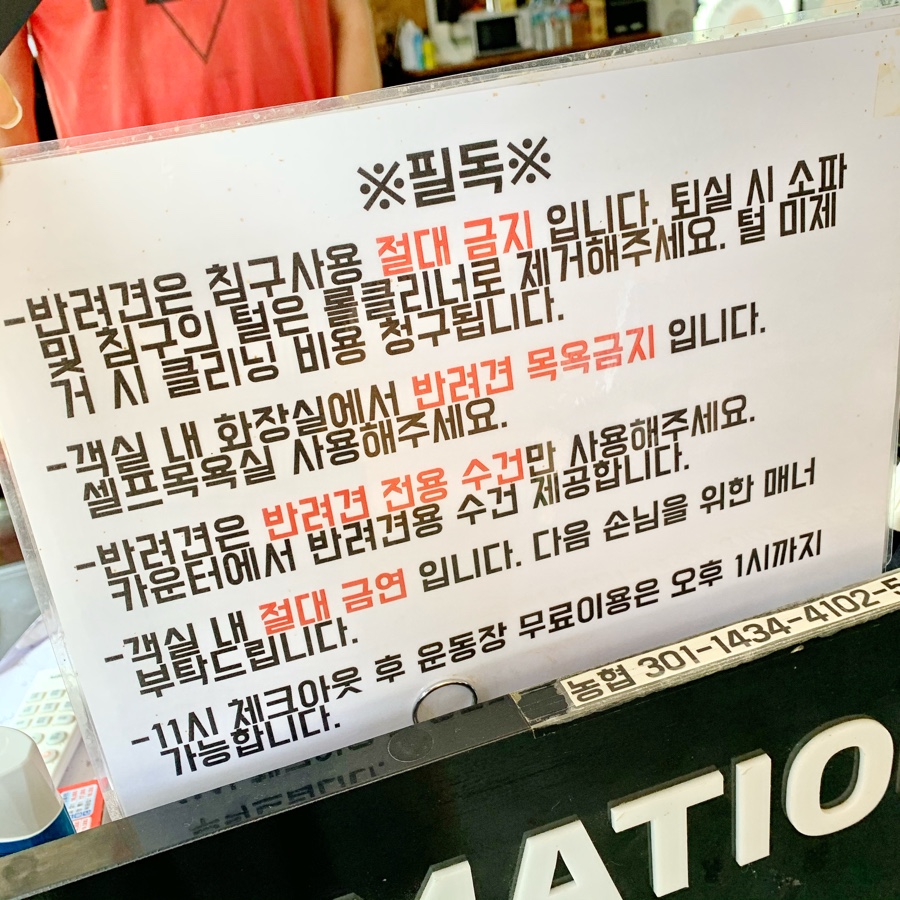 ※필독※
-반려견은 침구사용 절대 금지 입니다. 퇴실 시 소파
및 침구의 털은 롤클리너로 제거해주세요. 털 미제
거 시 클리닝 비용 청구됩니다.
-객실 내 화장실에서 반려견 목욕금지 입니다.
셀프목욕실 사용해주세요.
-반려견은 반려견 전용 수건만 사용해주세요.
카운터에서 반려견용 수건 제공합니다.
-객실 내 절대 금연 입니다. 다음 손님을 위한 매너
부탁드립니다.
-11시 체크아웃 후 운동장 무료이용은 오후 1시까지
가능합니다.
농협 301-1434-4102-5
MATIO